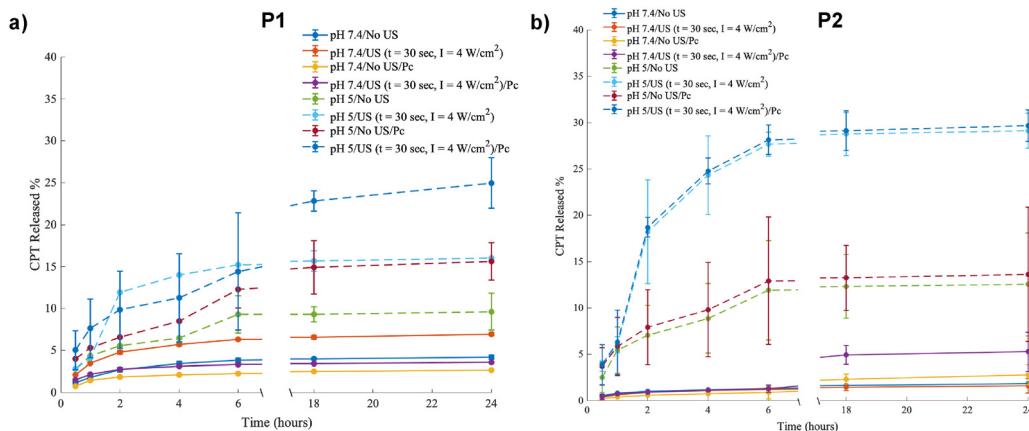 a)
P1
pH 7.4/No US
pH 7.4/US (t = 30 sec, I = 4 W/cm²)
pH 7.4/No US/Pc
pH 7.4/US (t = 30 sec, I = 4 W/cm²)/Pc
pH 5/No US
pH 5/US (t = 30 sec, I = 4 W/cm²)
pH 5/No US/Pc
pH 5/US (t = 30 sec, I = 4 W/cm²)/Pc
CPT Released %
40
35
30
25
20
15
10
5
0
2
4
6
18
20
22
24
Time (hours)
b)
P2
pH 7.4/No US
pH 7.4/US (t = 30 sec, I = 4 W/cm²)
pH 7.4/No US/Pc
pH 7.4/US (t = 30 sec, I = 4 W/cm²)/Pc
pH 5/No US
pH 5/US (t = 30 sec, I = 4 W/cm²)
pH 5/No US/Pc
pH 5/US (t = 30 sec, I = 4 W/cm²)/Pc
CPT Released %
40
35
30
25
20
15
10
5
0
2
4
6
18
20
22
24
Time (hours)